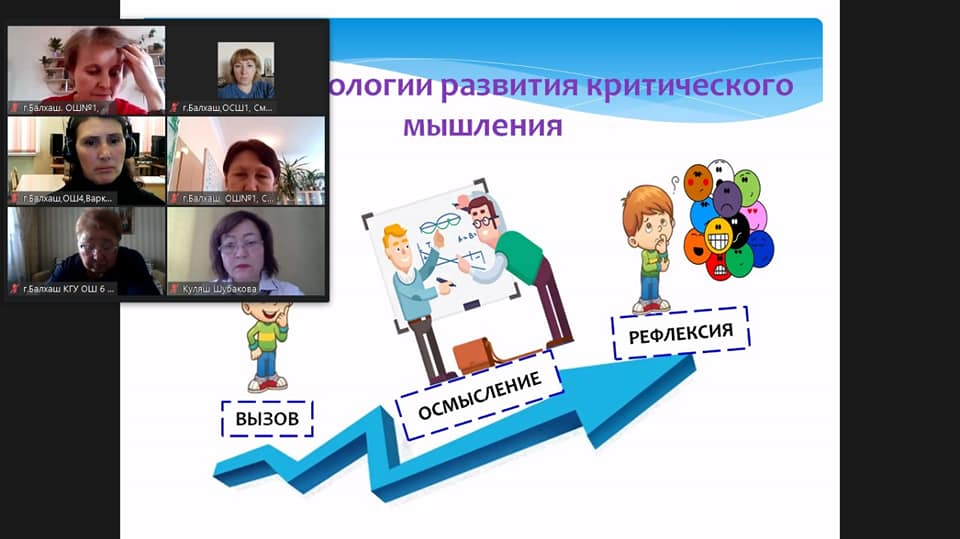 ологии развития критического
мышления
г.Балхаш. ОШ№1,
г.Балхаш,ОСШ1, См...
г.Балхаш,ОШ4,Варк...
г.Балхаш, ОШ№1, С...
г.Балхаш КГУ ОШ 6 ...
Куляш Шубакова
РЕФЛЕКСИЯ
ОСМЫСЛЕНИЕ
ВЫЗОВ